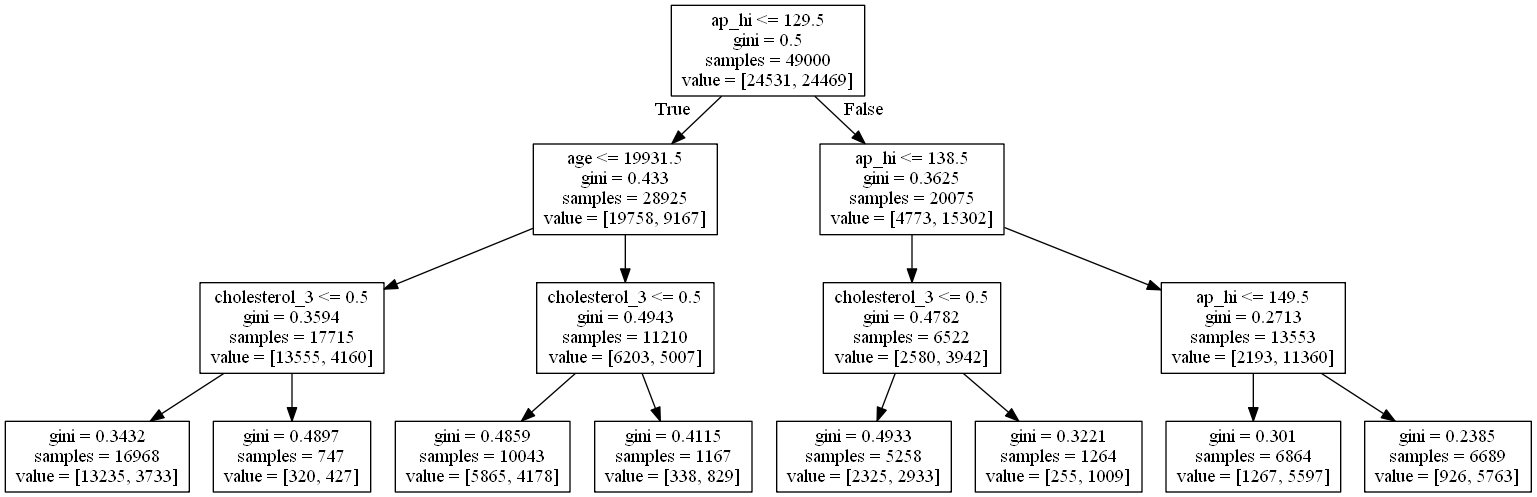 ap_hi <= 129.5
gini = 0.5
samples = 49000
value = [24531, 24469]
True
False
age <= 19931.5
gini = 0.433
samples = 28925
value = [19758, 9167]
ap_hi <= 138.5
gini = 0.3625
samples = 20075
value = [4773, 15302]
cholesterol_3 <= 0.5
gini = 0.3594
samples = 17715
value = [13555, 4160]
cholesterol_3 <= 0.5
gini = 0.4943
samples = 11210
value = [6203, 5007]
cholesterol_3 <= 0.5
gini = 0.4782
samples = 6522
value = [2580, 3942]
ap_hi <= 149.5
gini = 0.2713
samples = 13553
value = [2193, 11360]
gini = 0.3432
samples = 16968
value = [13235, 3733]
gini = 0.4897
samples = 747
value = [320, 427]
gini = 0.4859
samples = 10043
value = [5865, 4178]
gini = 0.4115
samples = 1167
value = [338, 829]
gini = 0.4933
samples = 5258
value = [2325, 2933]
gini = 0.3221
samples = 1264
value = [255, 1009]
gini = 0.301
samples = 6864
value = [1267, 5597]
gini = 0.2385
samples = 6689
value = [926, 5763]